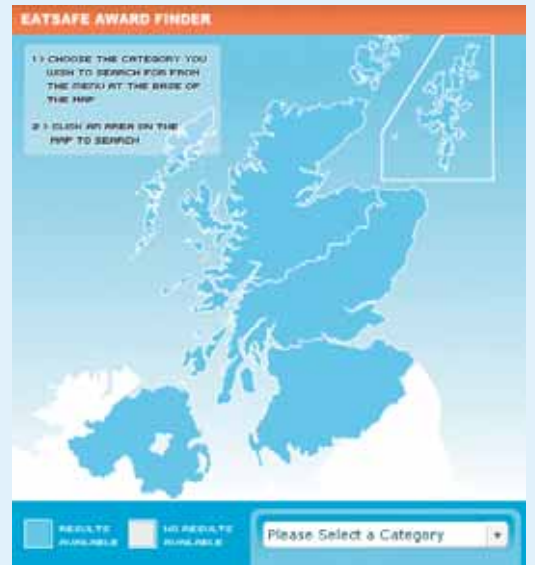 EATSAFE AWARD FINDER
1 > CHOOSE THE CATEGORY YOU
WISH TO SEARCH FOR FROM
THE MENU AT THE BASE OF
THE MAP
2 > CLICK AN AREA ON THE
MAP TO SEARCH
RESULTS
AVAILABLE
NO RESULTS
AVAILABLE
Please Select a Category